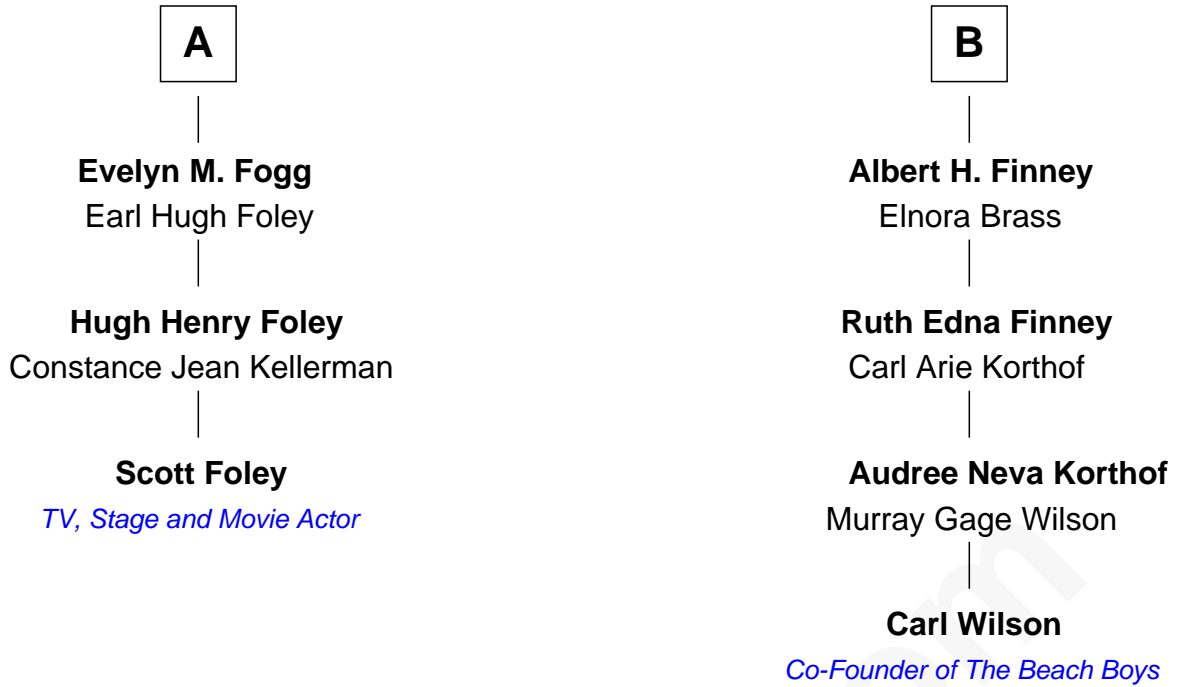 A
Evelyn M. Fogg
Earl Hugh Foley
Hugh Henry Foley
Constance Jean Kellerman
Scott Foley
TV, Stage and Movie Actor
B
Albert H. Finney
Elnora Brass
Ruth Edna Finney
Carl Arie Korthof
Audree Neva Korthof
Murray Gage Wilson
Carl Wilson
Co-Founder of The Beach Boys